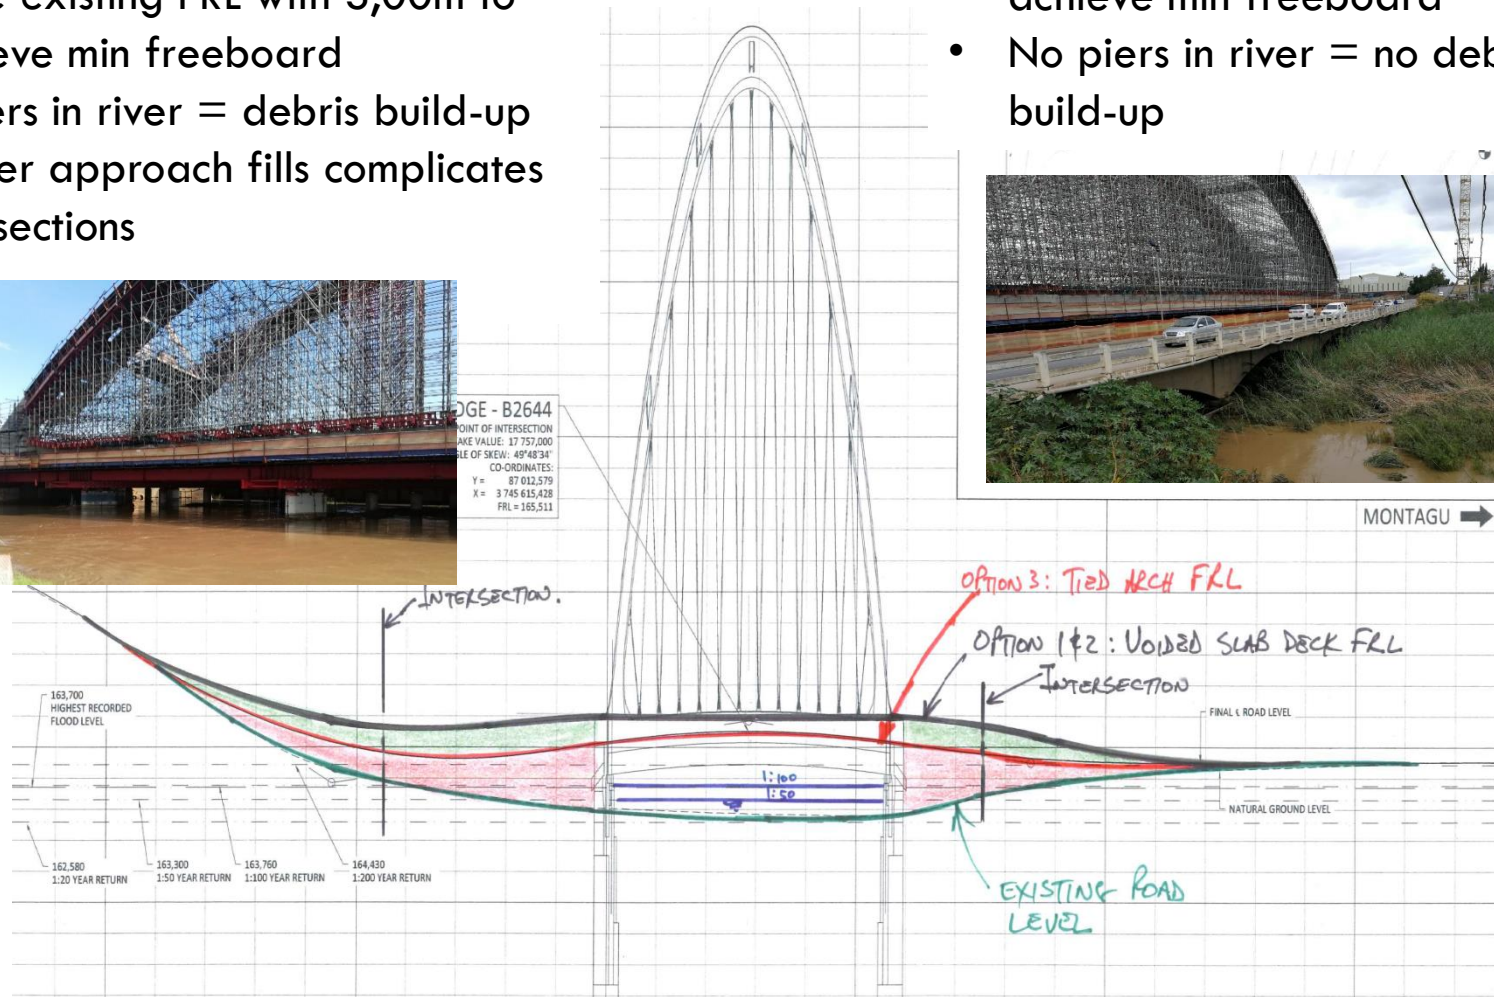 existing FRL with 3,00m to
eve min freeboard
ers in river = debris build-up
er approach fills complicates
sections
achieve min freeboard
• No piers in river = no deb
build-up
DGE - B2644
OINT OF INTERSECTION
AKE VALUE: 17 757,000
LE OF SKEW: 49°48'34"
CO-ORDINATES:
Y = 87 012,579
X = 3 745 615,428
FRL = 165,511
MONTAGU
INTERSECTION.
OPTION 3: TIED ARCH FRL
OPTION 1 & 2: VOIDED SLAB DECK FRL
INTERSECTION
163,700
HIGHEST RECORDED
FLOOD LEVEL
FINAL ℄ ROAD LEVEL
1:100
1:50
NATURAL GROUND LEVEL
162,580
1:20 YEAR RETURN
163,300
1:50 YEAR RETURN
163,760
1:100 YEAR RETURN
164,430
1:200 YEAR RETURN
EXISTING ROAD
LEVEL